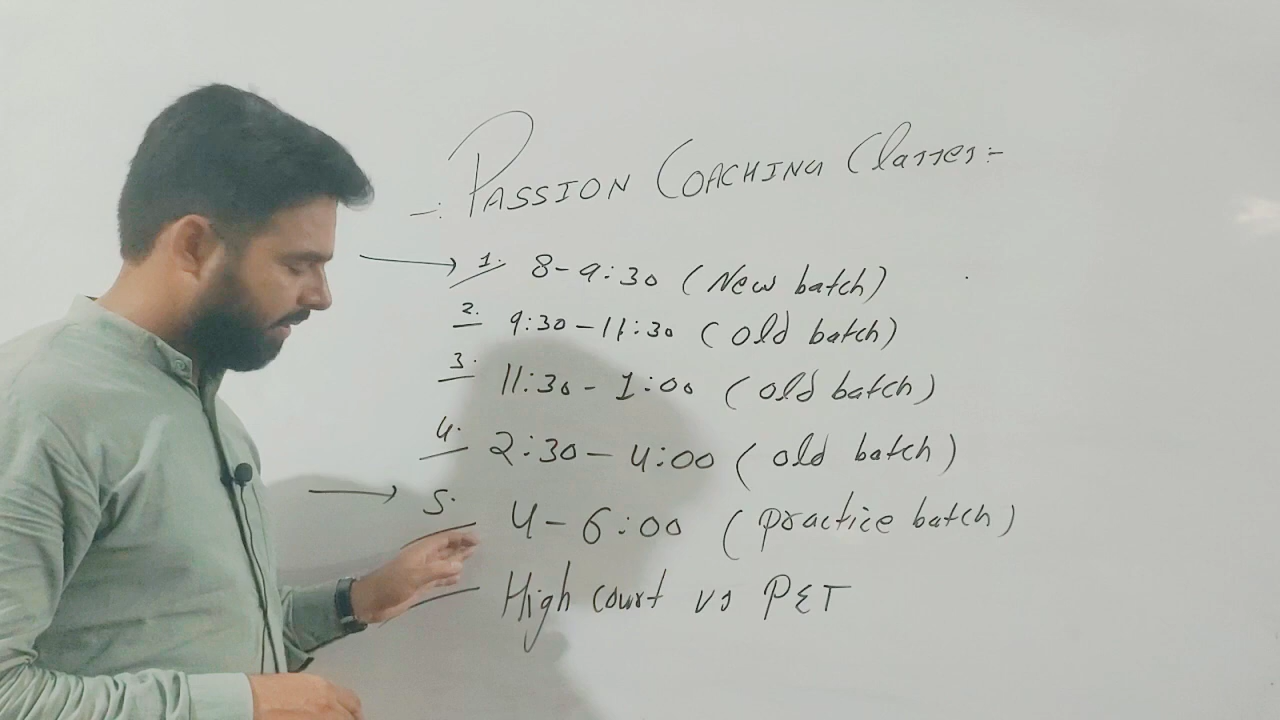 -: PASSION COACHING Classes:-
→ 1. 8-9:30 (New batch)
2. 9:30-11:30 (old batch)
3. 11:30-1:00 (old batch)
4. 2:30-4:00 (old batch)
→ 5. 4-6:00 (practice batch)
High court vs PET